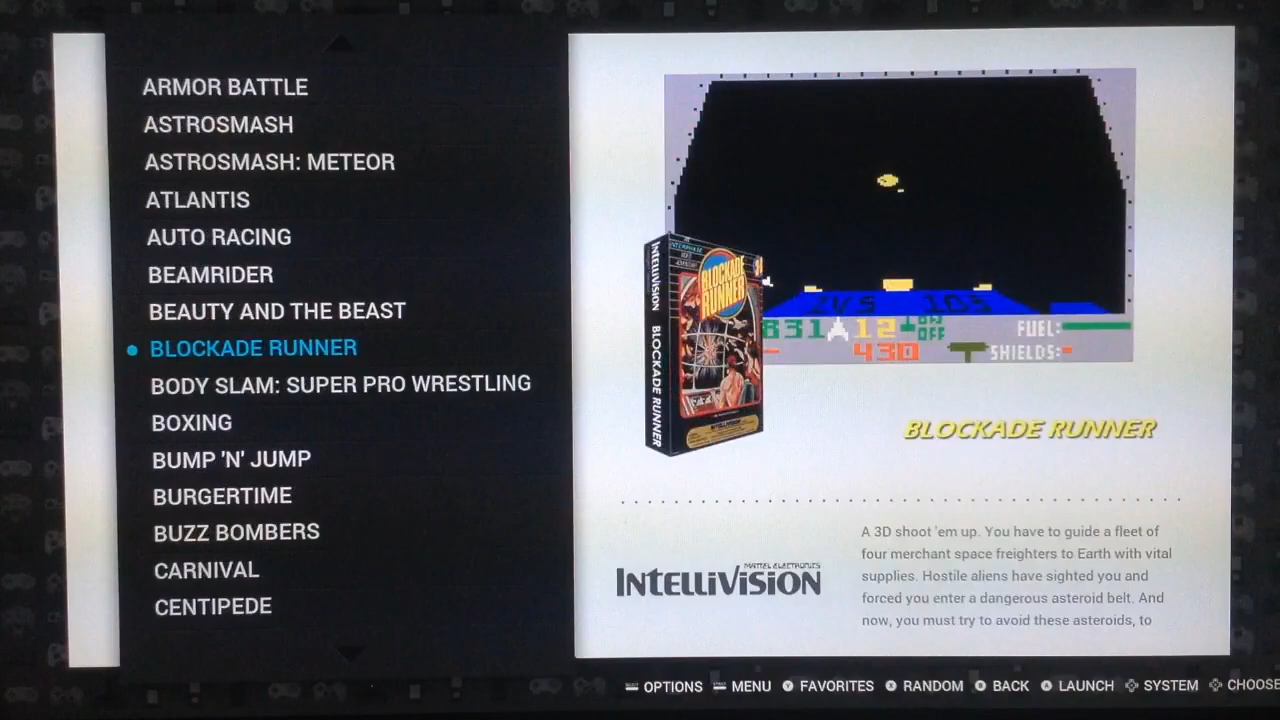 ARMOR BATTLE
ASTROSMASH
ASTROSMASH: METEOR
ATLANTIS
AUTO RACING
BEAMRIDER
BEAUTY AND THE BEAST
BLOCKADE RUNNER
BODY SLAM: SUPER PRO WRESTLING
BOXING
BUMP 'N' JUMP
BURGERTIME
BUZZ BOMBERS
CARNIVAL
CENTIPEDE
831 12 ON
OFF
FUEL:
430 SHIELDS:
INTELLIVISION BLOCKADE RUNNER
BLOCKADE
RUNNER
BLOCKADE RUNNER
MATTEL ELECTRONICS
INTELLIVISION
A 3D shoot 'em up. You have to guide a fleet of
four merchant space freighters to Earth with vital
supplies. Hostile aliens have sighted you and
forced you enter a dangerous asteroid belt. And
now, you must try to avoid these asteroids, to
OPTIONS MENU FAVORITES RANDOM BACK LAUNCH SYSTEM CHOOSE